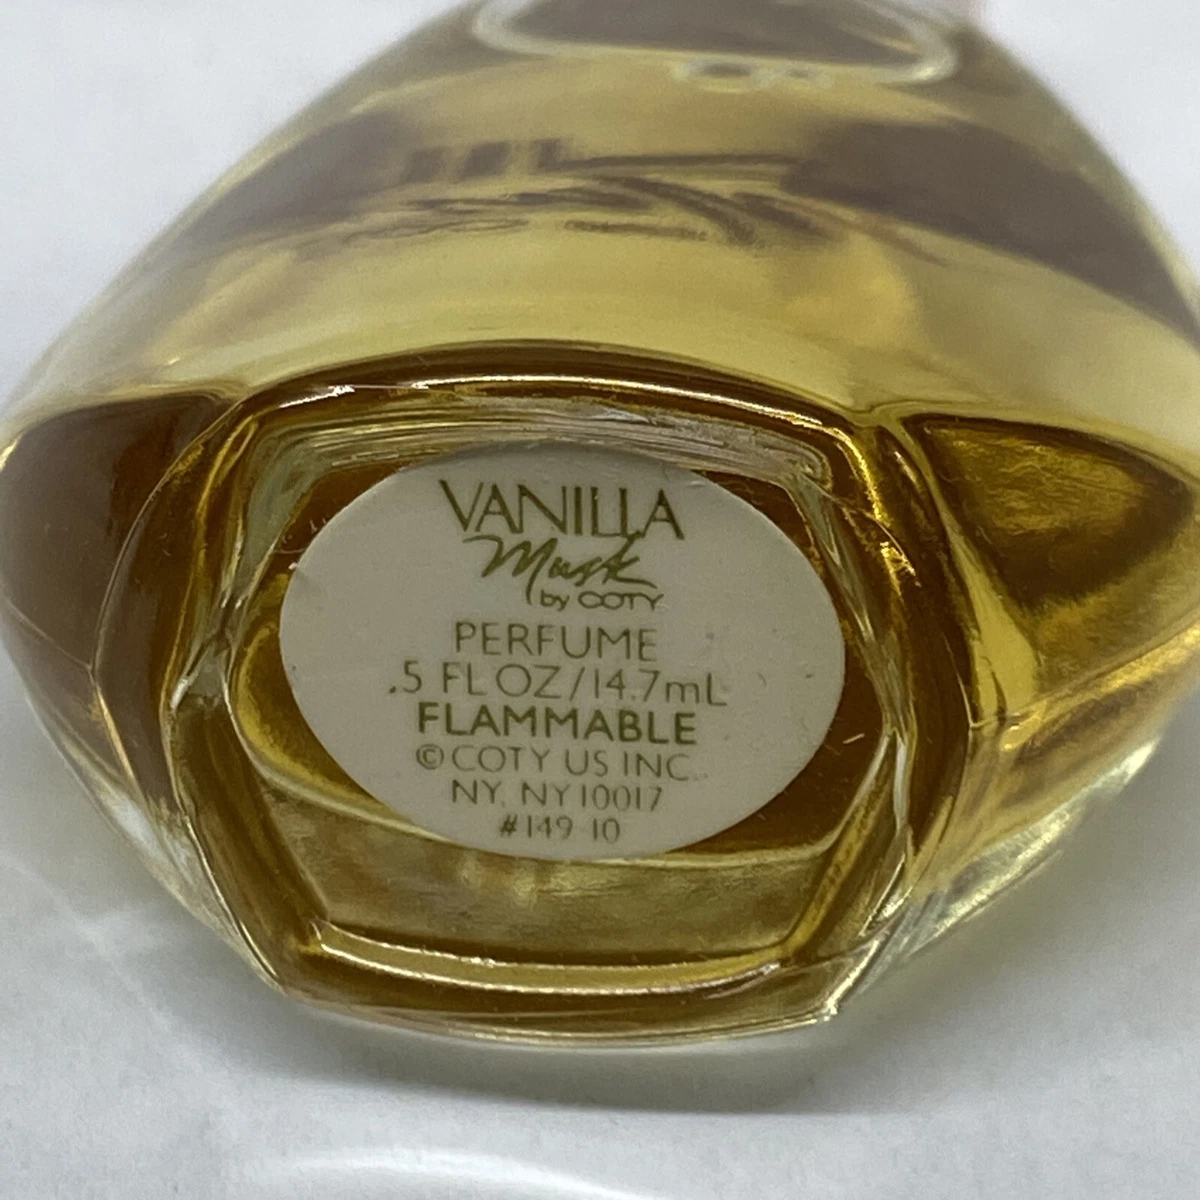 VANILLA
Musk
by COTY
PERFUME
.5 FL OZ/14.7mL
FLAMMABLE
©COTY US INC.
NY, NY 10017
#149-10